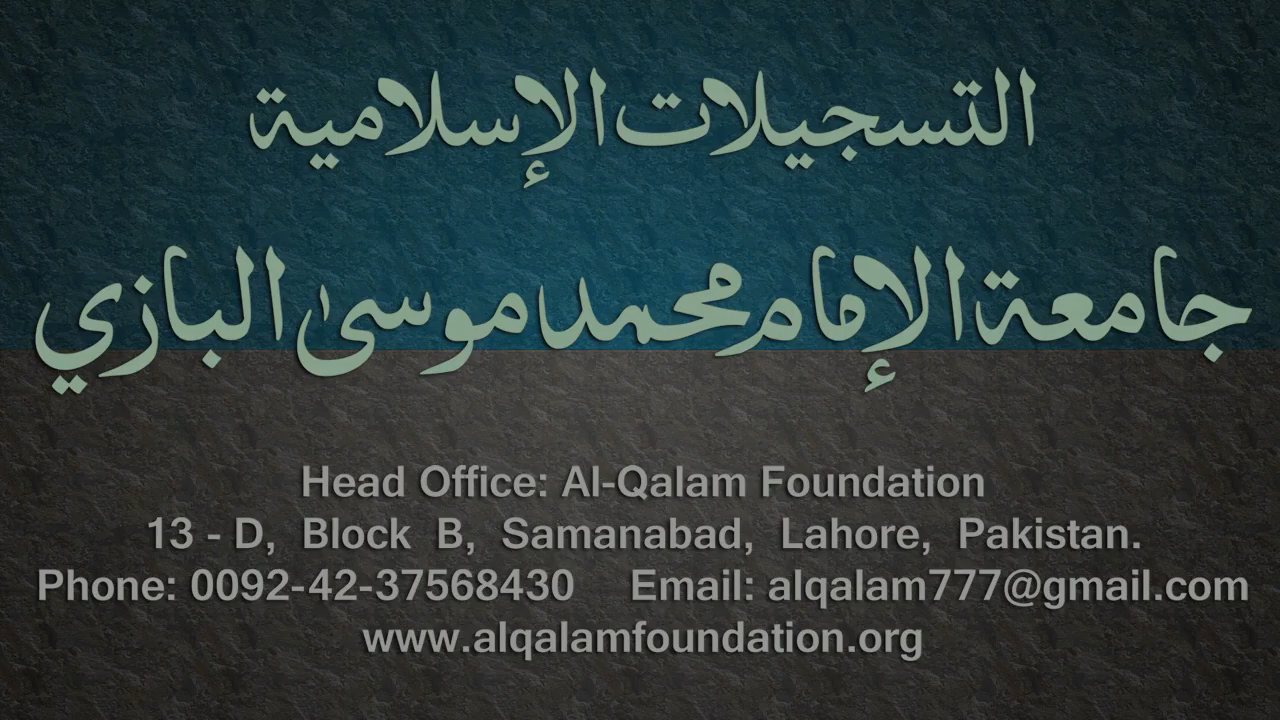 التسجيلات الإسلامية
جامعة الإمام محمد موسىٰ البازي
Head Office: Al-Qalam Foundation
13 - D, Block B, Samanabad, Lahore, Pakistan.
Phone: 0092-42-37568430 Email: alqalam777@gmail.com
www.alqalamfoundation.org